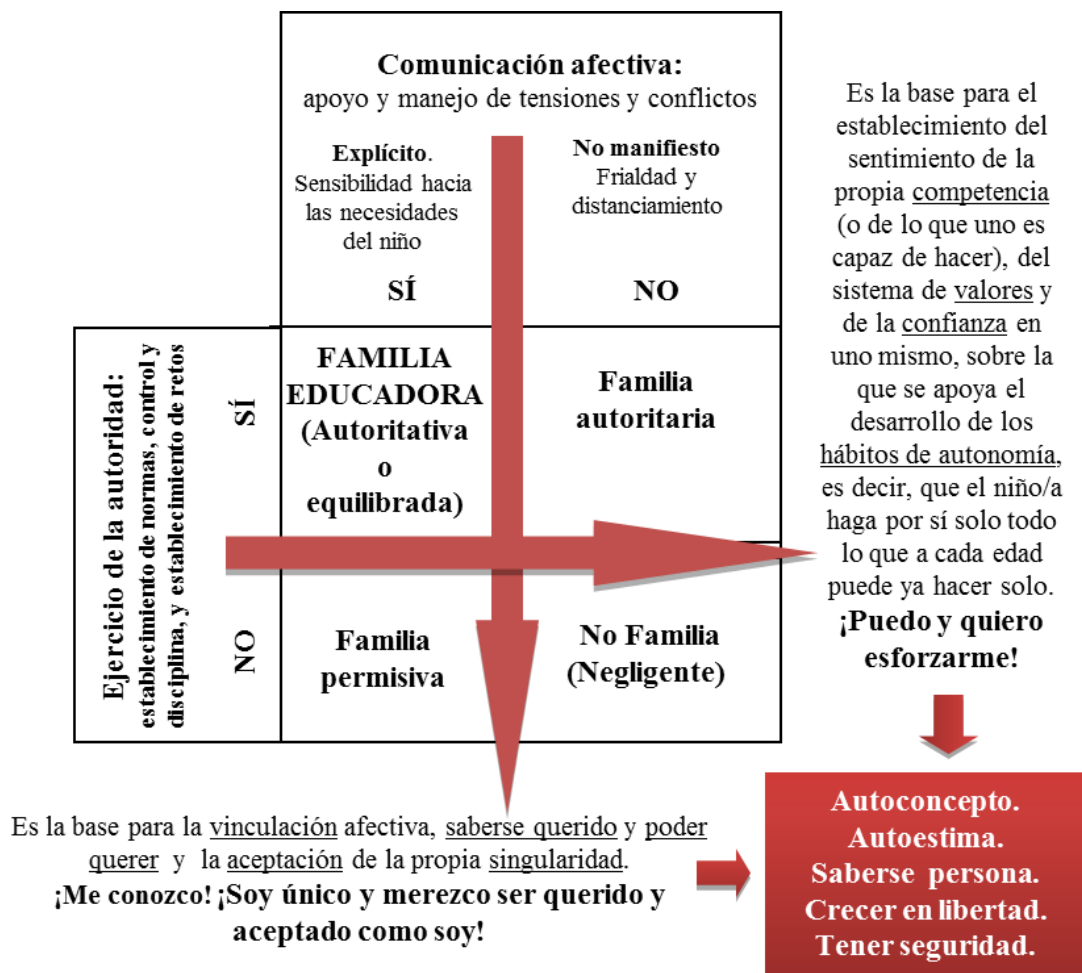 Comunicación afectiva:
apoyo y manejo de tensiones y conflictos
Explícito.
Sensibilidad hacia
las necesidades
del niño
SÍ
No manifiesto
Frialdad y
distanciamiento
NO
Ejercicio de la autoridad:
establecimiento de normas, control y
disciplina, y establecimiento de retos
SÍ
FAMILIA
EDUCADORA
(Autoritativa
o
equilibrada)
Familia
autoritaria
NO
Familia
permisiva
No Familia
(Negligente)
Es la base para el
establecimiento del
sentimiento de la
propia competencia
(o de lo que uno es
capaz de hacer), del
sistema de valores y
de la confianza en
uno mismo, sobre la
que se apoya el
desarrollo de los
hábitos de autonomía,
es decir, que el niño/a
haga por sí solo todo
lo que a cada edad
puede ya hacer solo.
¡Puedo y quiero
esforzarme!
Es la base para la vinculación afectiva, saberse querido y poder
querer y la aceptación de la propia singularidad.
¡Me conozco! ¡Soy único y merezco ser querido y
aceptado como soy!
Autoconcepto.
Autoestima.
Saberse persona.
Crecer en libertad.
Tener seguridad.